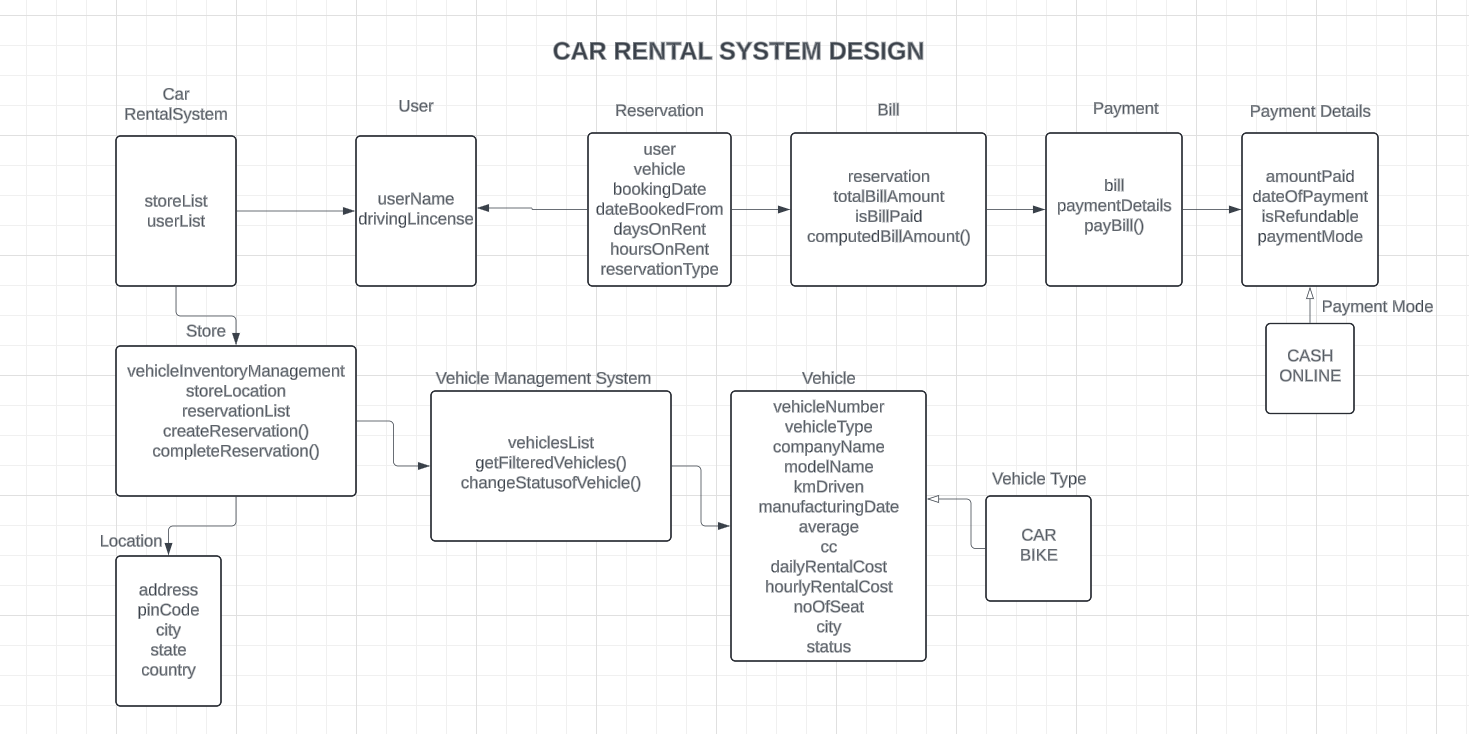 CAR RENTAL SYSTEM DESIGN
Car
RentalSystem
storeList
userList
User
userName
drivingLincense
Reservation
user
vehicle
bookingDate
dateBookedFrom
daysOnRent
hoursOnRent
reservationType
Bill
reservation
totalBillAmount
isBillPaid
computedBillAmount()
Payment
bill
paymentDetails
payBill()
Payment Details
amountPaid
dateOfPayment
isRefundable
paymentMode
Payment Mode
CASH
ONLINE
Store
vehicleInventoryManagement
storeLocation
reservationList
createReservation()
completeReservation()
Vehicle Management System
vehiclesList
getFilteredVehicles()
changeStatusofVehicle()
Vehicle
vehicleNumber
vehicleType
companyName
modelName
kmDriven
manufacturingDate
average
cc
dailyRentalCost
hourlyRentalCost
noOfSeat
city
status
Vehicle Type
CAR
BIKE
Location
address
pinCode
city
state
country